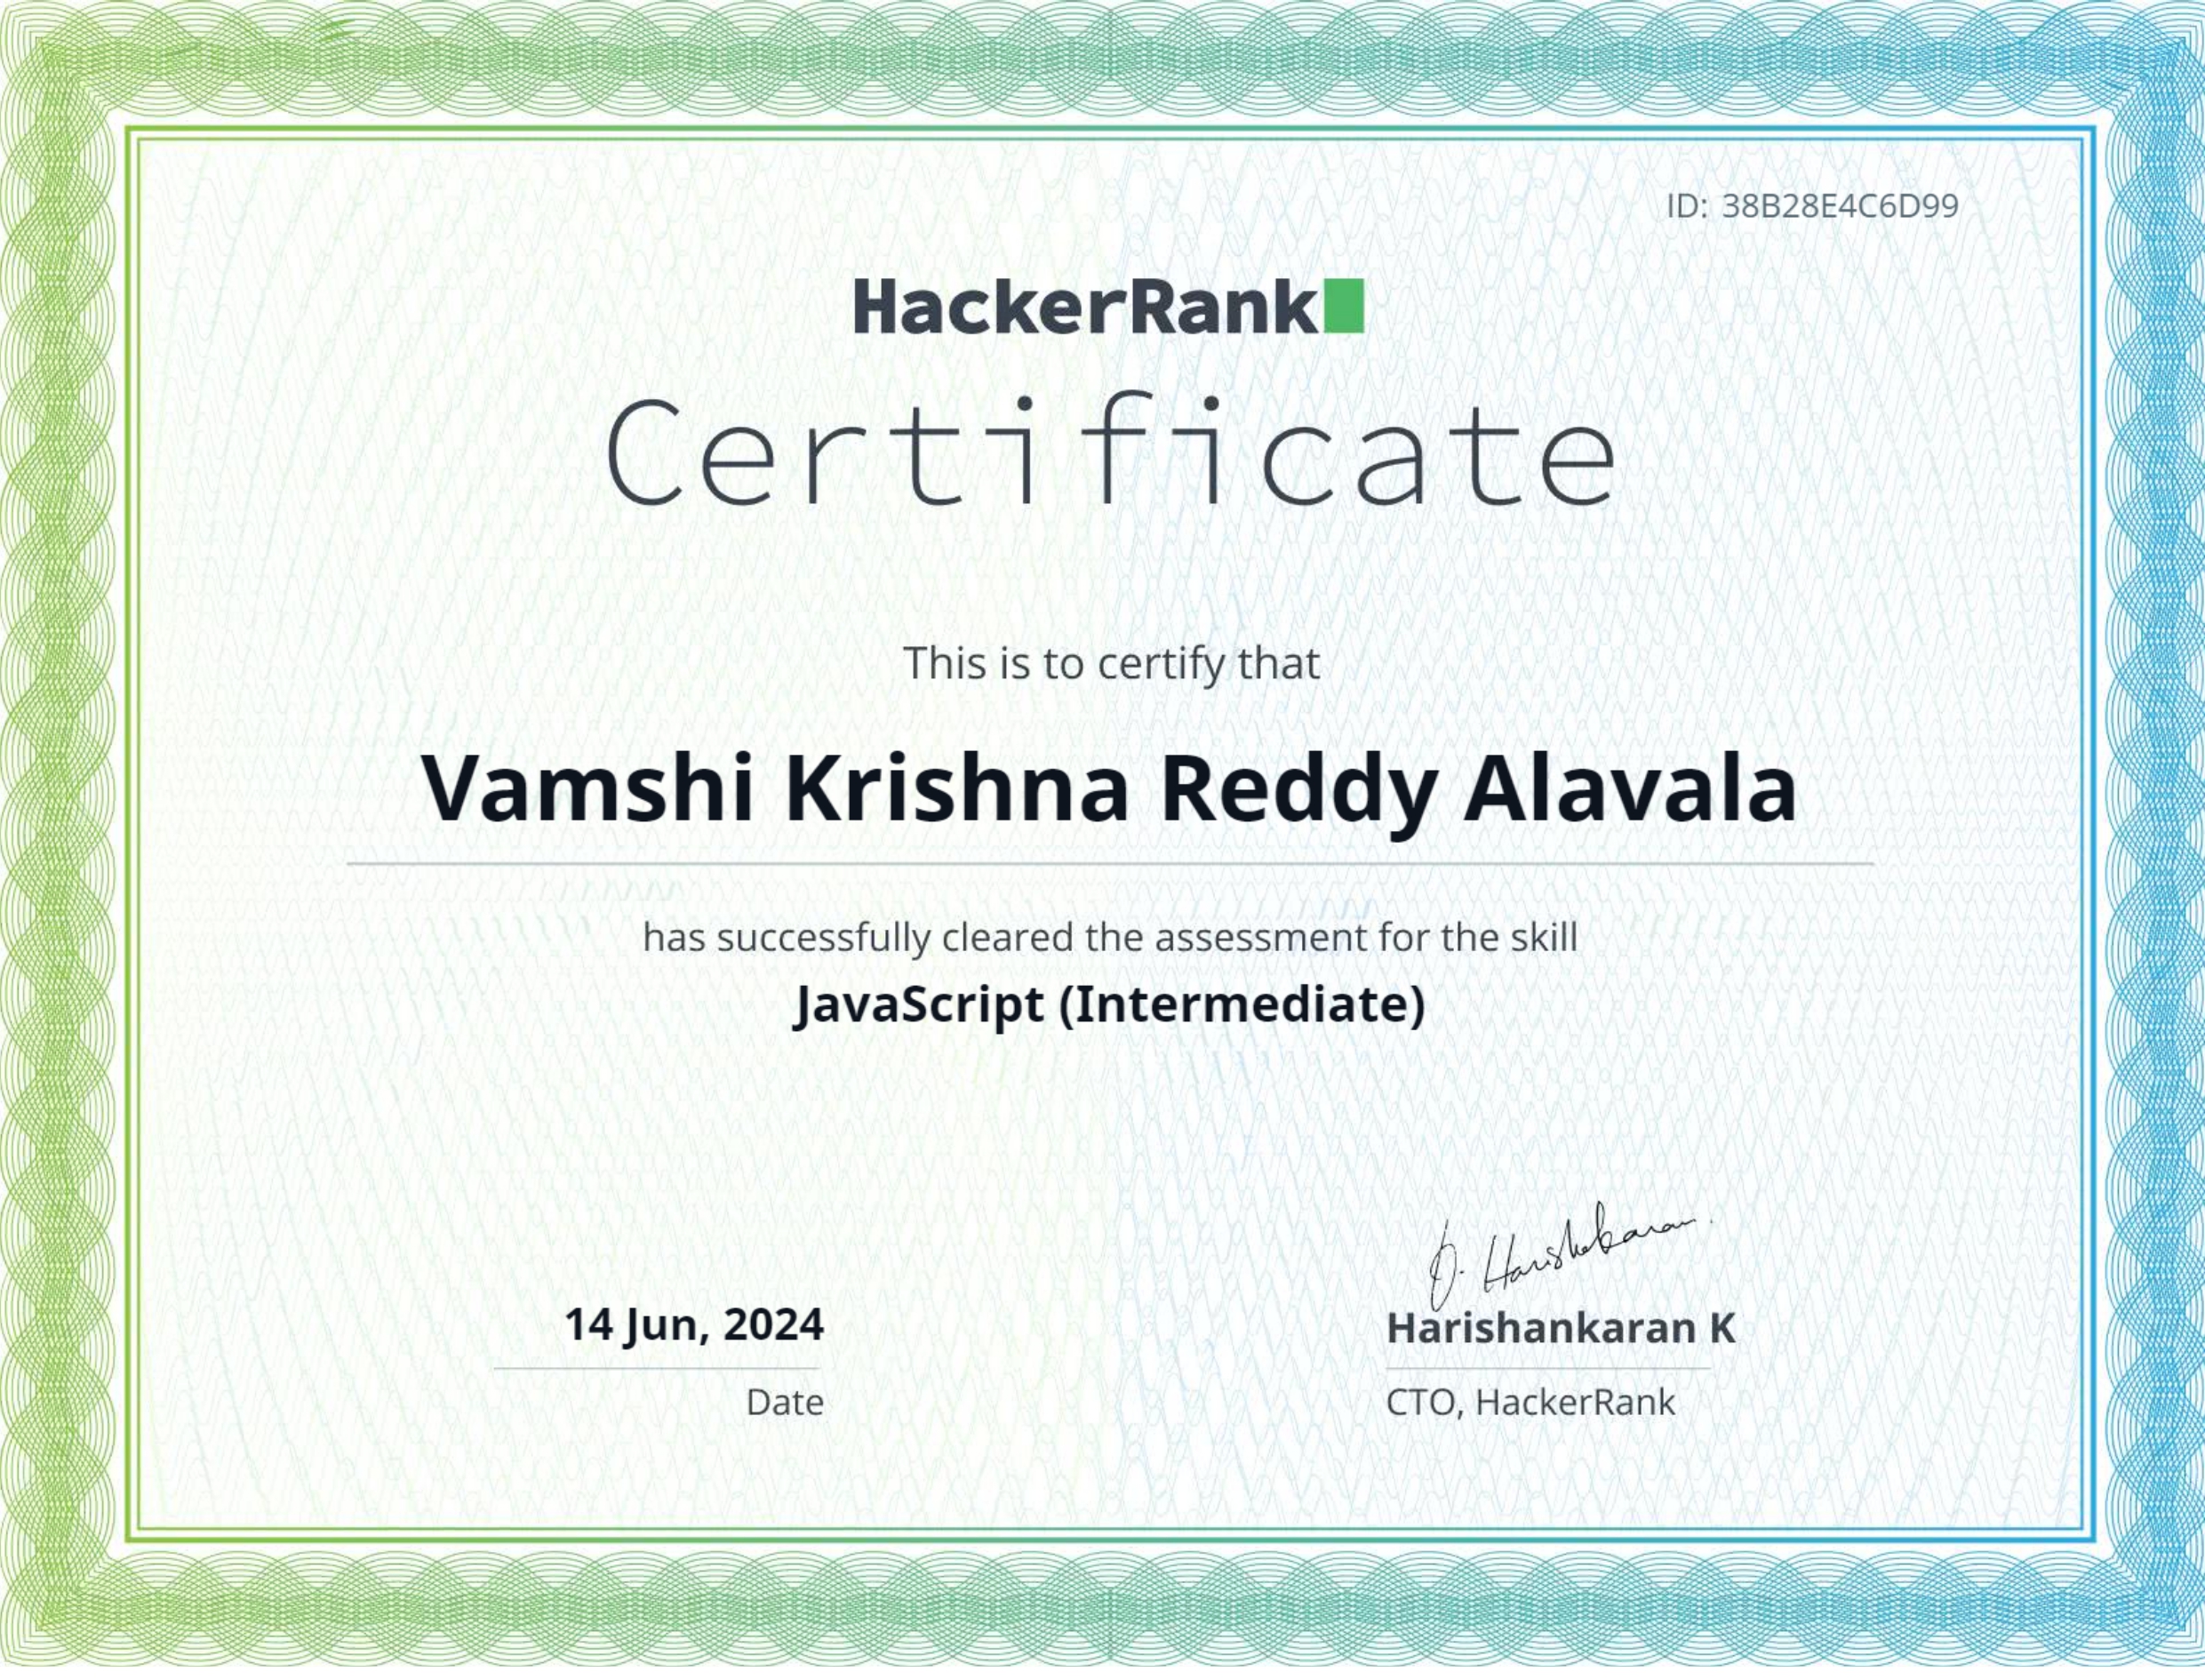 ID: 38B28E4C6D99
HackerRank
Certificate
This is to certify that
Vamshi Krishna Reddy Alavala
has successfully cleared the assessment for the skill
JavaScript (Intermediate)
14 Jun, 2024
Date
Harishankaran K
CTO, HackerRank